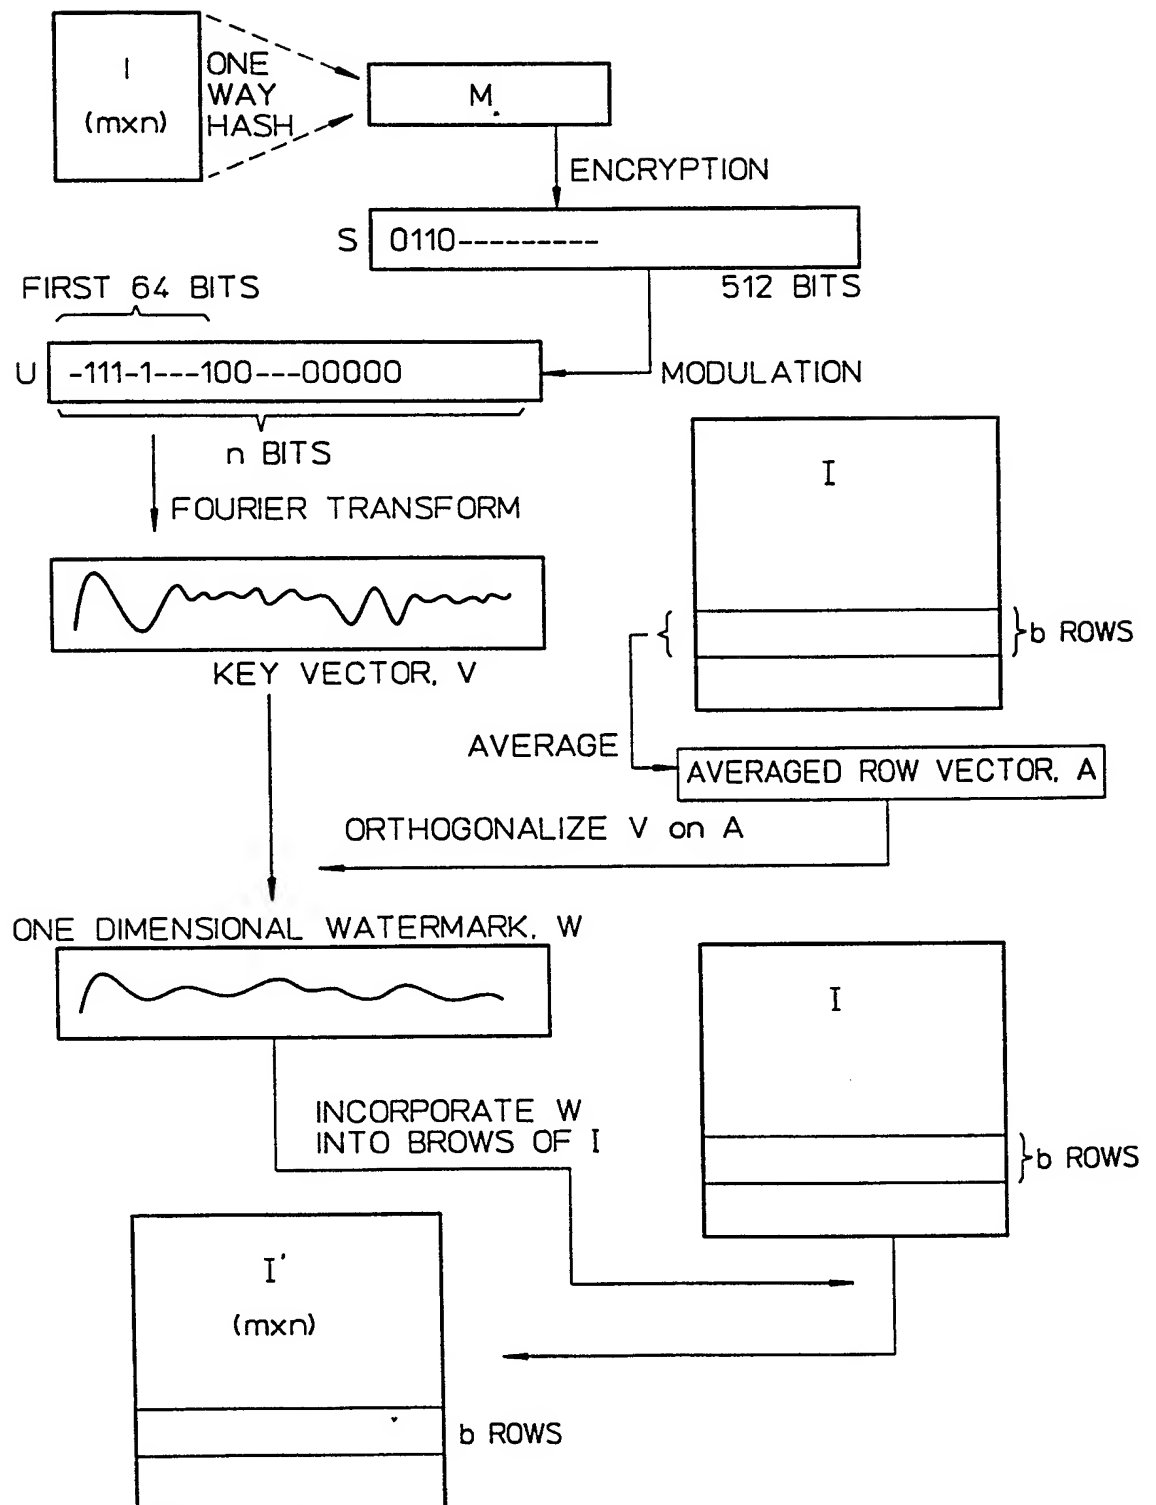 I
(mxn)
ONE
WAY
HASH
M
ENCRYPTION
S
0110---------
512 BITS
FIRST 64 BITS
U
-111-1---100---00000
MODULATION
n BITS
I
FOURIER TRANSFORM
b ROWS
KEY VECTOR, V
AVERAGE
AVERAGED ROW VECTOR, A
ORTHOGONALIZE V on A
ONE DIMENSIONAL WATERMARK, W
I
INCORPORATE W
INTO BROWS OF I
b ROWS
I'
(mxn)
b ROWS